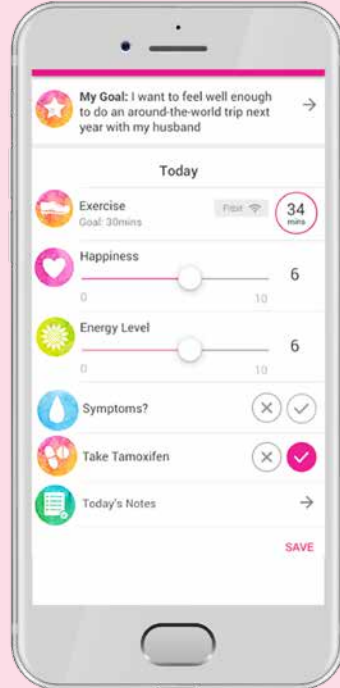 My Goal: I want to feel well enough
to do an around-the-world trip next
year with my husband
Today
Exercise
Goal: 30mins
Fitbit
34
mins
Happiness
6
0
10
Energy Level
6
0
10
Symptoms?
Take Tamoxifen
Today's Notes
SAVE